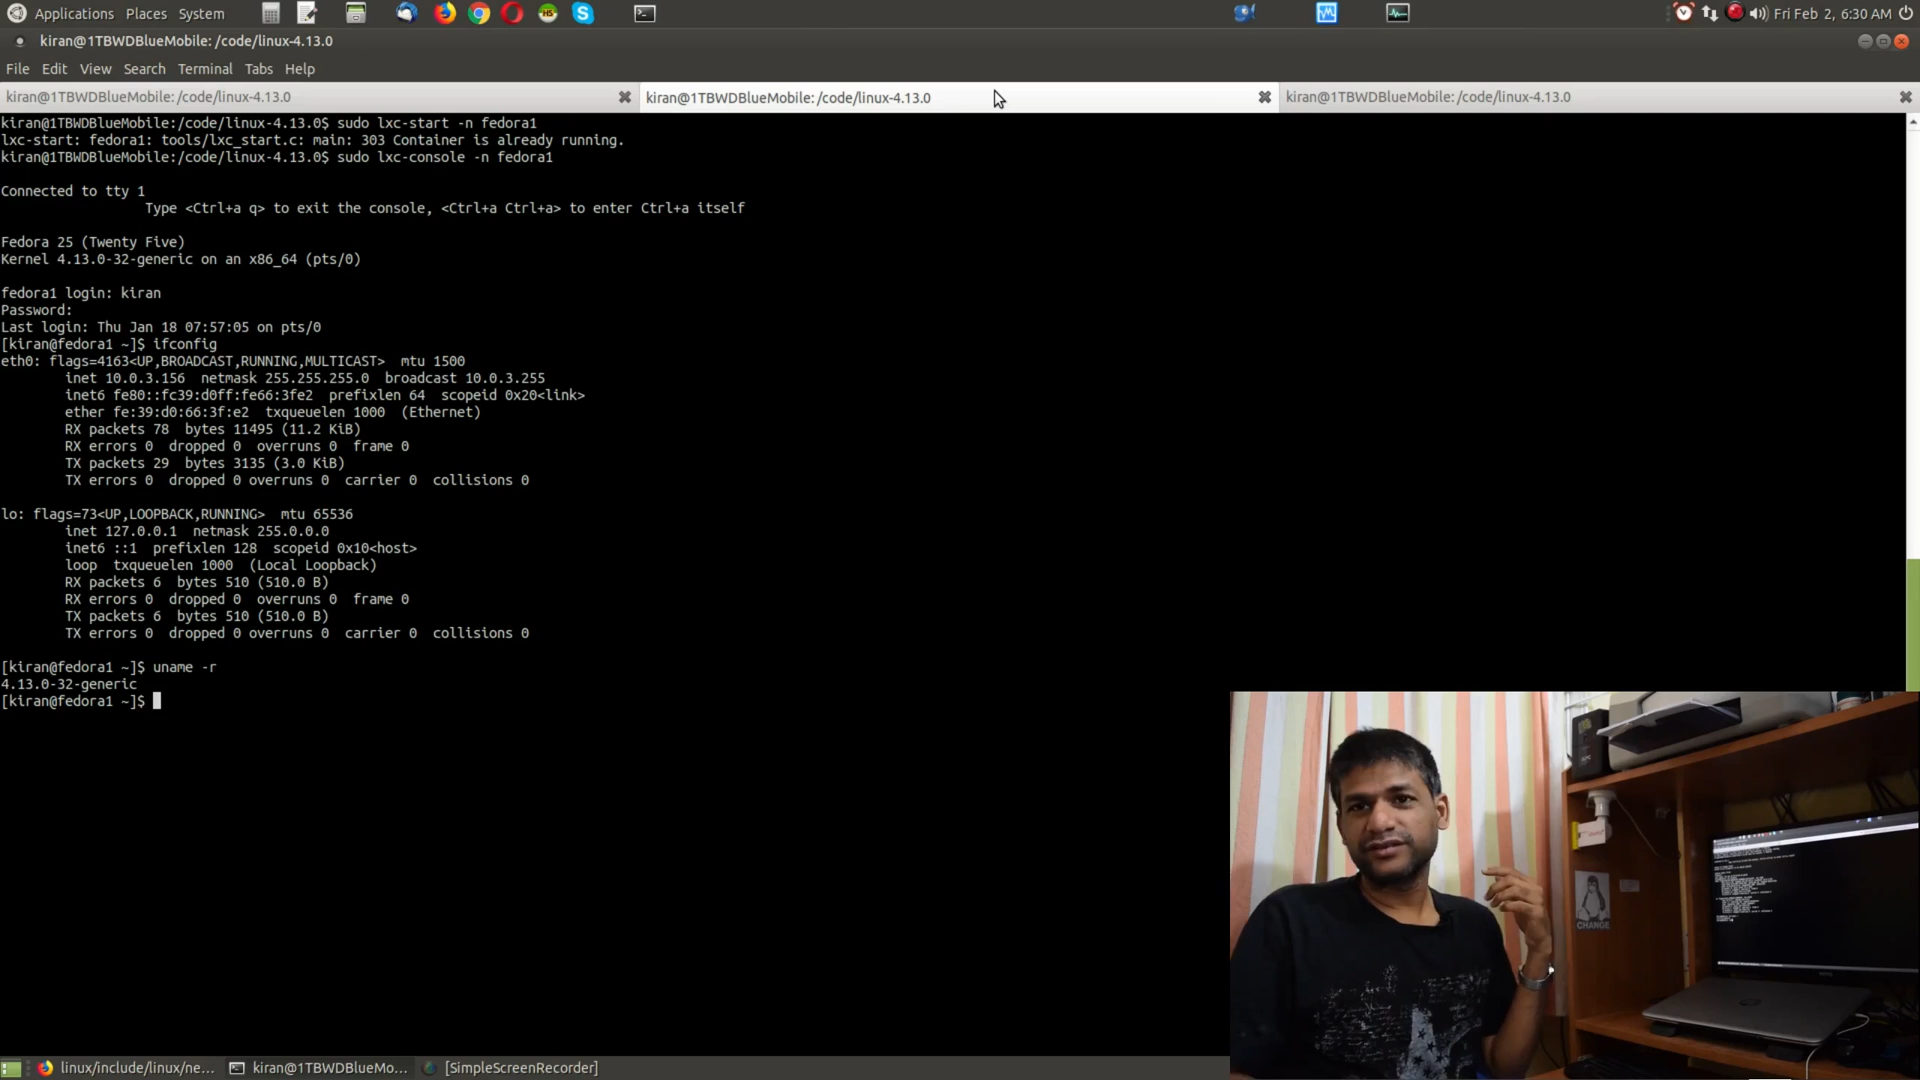 Applications Places System
Fri Feb 2, 6:30 AM
kiran@1TBWDBlueMobile: /code/linux-4.13.0
File Edit View Search Terminal Tabs Help
kiran@1TBWDBlueMobile: /code/linux-4.13.0
kiran@1TBWDBlueMobile: /code/linux-4.13.0
kiran@1TBWDBlueMobile: /code/linux-4.13.0
kiran@1TBWDBlueMobile:/code/linux-4.13.0$ sudo lxc-start -n fedora1
lxc-start: fedora1: tools/lxc_start.c: main: 303 Container is already running.
kiran@1TBWDBlueMobile:/code/linux-4.13.0$ sudo lxc-console -n fedora1
Connected to tty 1
Type <Ctrl+a q> to exit the console, <Ctrl+a Ctrl+a> to enter Ctrl+a itself
Fedora 25 (Twenty Five)
Kernel 4.13.0-32-generic on an x86_64 (pts/0)
fedora1 login: kiran
Password:
Last login: Thu Jan 18 07:57:05 on pts/0
[kiran@fedora1 ~]$ ifconfig
eth0: flags=4163<UP,BROADCAST,RUNNING,MULTICAST>  mtu 1500
inet 10.0.3.156  netmask 255.255.255.0  broadcast 10.0.3.255
inet6 fe80::fc39:d0ff:fe66:3fe2  prefixlen 64  scopeid 0x20<link>
ether fe:39:d0:66:3f:e2  txqueuelen 1000  (Ethernet)
RX packets 78  bytes 11495 (11.2 KiB)
RX errors 0  dropped 0  overruns 0  frame 0
TX packets 29  bytes 3135 (3.0 KiB)
TX errors 0  dropped 0 overruns 0  carrier 0  collisions 0
lo: flags=73<UP,LOOPBACK,RUNNING>  mtu 65536
inet 127.0.0.1  netmask 255.0.0.0
inet6 ::1  prefixlen 128  scopeid 0x10<host>
loop  txqueuelen 1000  (Local Loopback)
RX packets 6  bytes 510 (510.0 B)
RX errors 0  dropped 0  overruns 0  frame 0
TX packets 6  bytes 510 (510.0 B)
TX errors 0  dropped 0 overruns 0  carrier 0  collisions 0
[kiran@fedora1 ~]$ uname -r
4.13.0-32-generic
[kiran@fedora1 ~]$
CHANGE
linux/include/linux/ne...
kiran@1TBWDBlueMo...
[SimpleScreenRecorder]